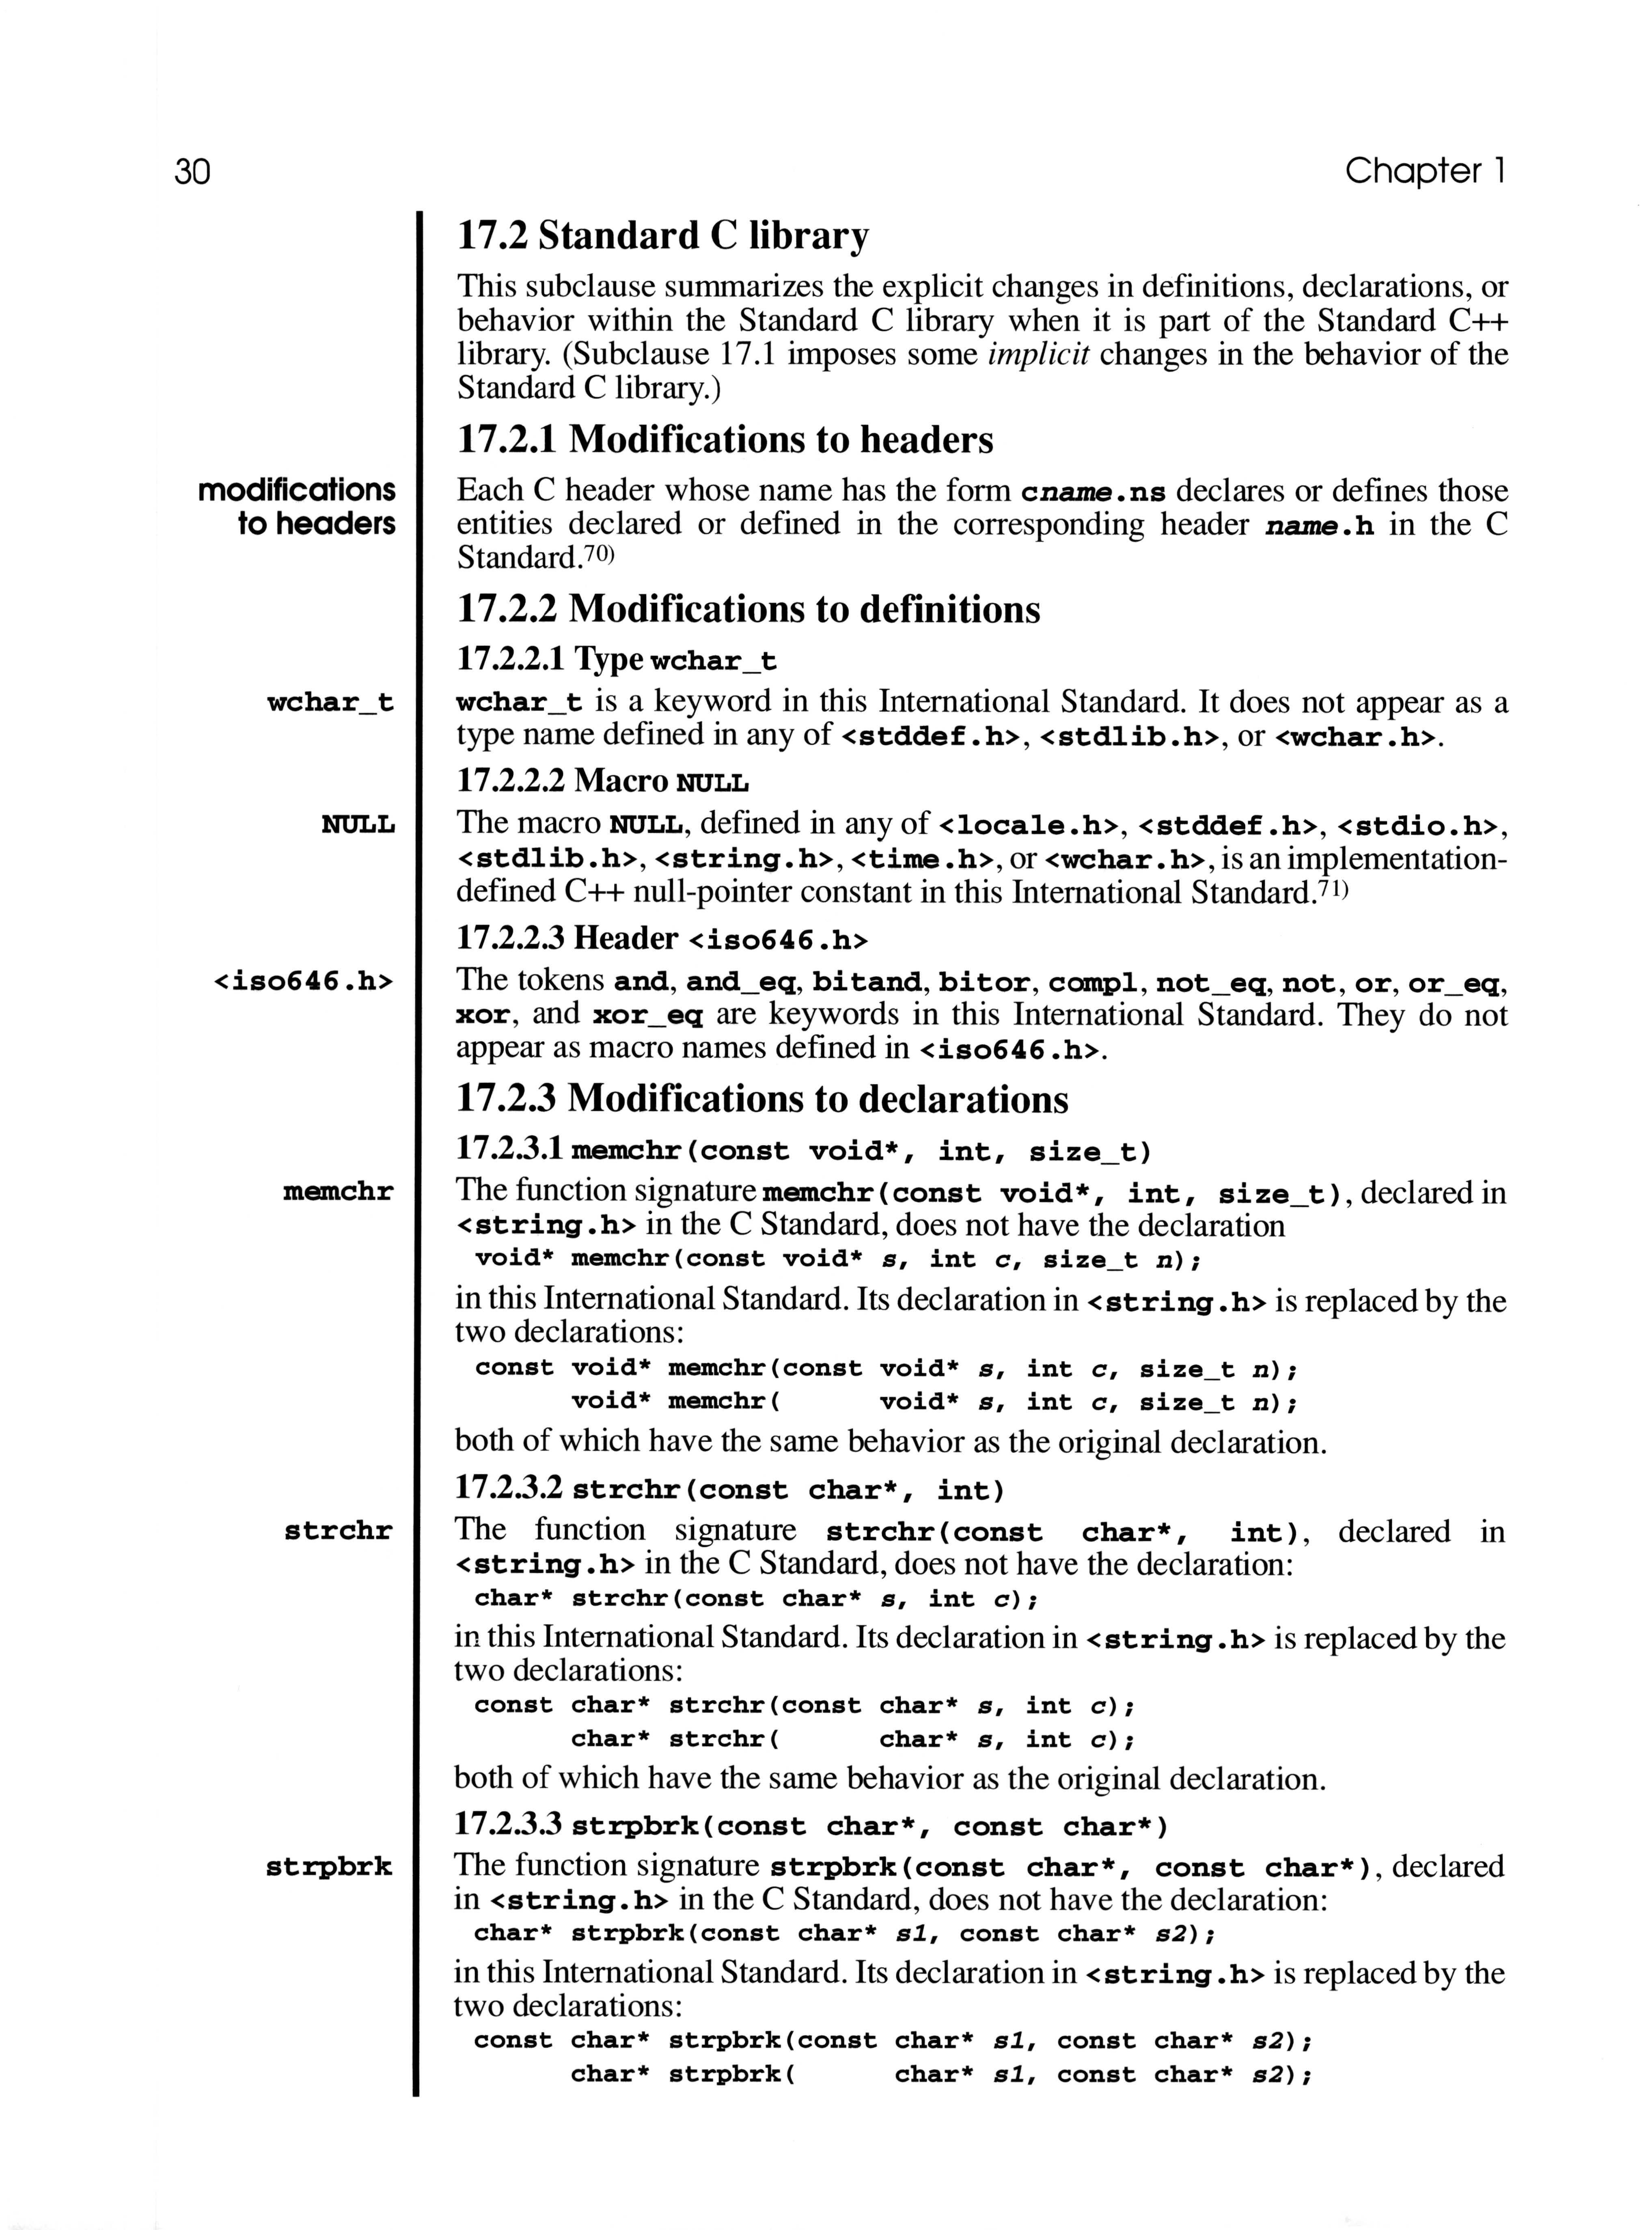 30
Chapter 1
17.2 Standard C library
This subclause summarizes the explicit changes in definitions, declarations, or
behavior within the Standard C library when it is part of the Standard C++
library. (Subclause 17.1 imposes some implicit changes in the behavior of the
Standard C library.)
17.2.1 Modifications to headers
modifications
to headers
Each C header whose name has the form cname.ns declares or defines those
entities declared or defined in the corresponding header name.h in the C
Standard.70)
17.2.2 Modifications to definitions
17.2.2.1 Type wchar_t
wchar_t
wchar_t is a keyword in this International Standard. It does not appear as a
type name defined in any of <stddef.h>, <stdlib.h>, or <wchar.h>.
17.2.2.2 Macro NULL
NULL
The macro NULL, defined in any of <locale.h>, <stddef.h>, <stdio.h>,
<stdlib.h>, <string.h>, <time.h>, or <wchar.h>, is an implementation-
defined C++ null-pointer constant in this International Standard.71)
17.2.2.3 Header <iso646.h>
<iso646.h>
The tokens and, and_eq, bitand, bitor, compl, not_eq, not, or, or_eq,
xor, and xor_eq are keywords in this International Standard. They do not
appear as macro names defined in <iso646.h>.
17.2.3 Modifications to declarations
17.2.3.1 memchr(const void*, int, size_t)
memchr
The function signature memchr(const void*, int, size_t), declared in
<string.h> in the C Standard, does not have the declaration
void* memchr(const void* s, int c, size_t n);
in this International Standard. Its declaration in <string.h> is replaced by the
two declarations:
const void* memchr(const void* s, int c, size_t n);
void* memchr(      void* s, int c, size_t n);
both of which have the same behavior as the original declaration.
17.2.3.2 strchr(const char*, int)
strchr
The function signature strchr(const char*, int), declared in
<string.h> in the C Standard, does not have the declaration:
char* strchr(const char* s, int c);
in this International Standard. Its declaration in <string.h> is replaced by the
two declarations:
const char* strchr(const char* s, int c);
char* strchr(      char* s, int c);
both of which have the same behavior as the original declaration.
17.2.3.3 strpbrk(const char*, const char*)
strpbrk
The function signature strpbrk(const char*, const char*), declared
in <string.h> in the C Standard, does not have the declaration:
char* strpbrk(const char* s1, const char* s2);
in this International Standard. Its declaration in <string.h> is replaced by the
two declarations:
const char* strpbrk(const char* s1, const char* s2);
char* strpbrk(      char* s1, const char* s2);